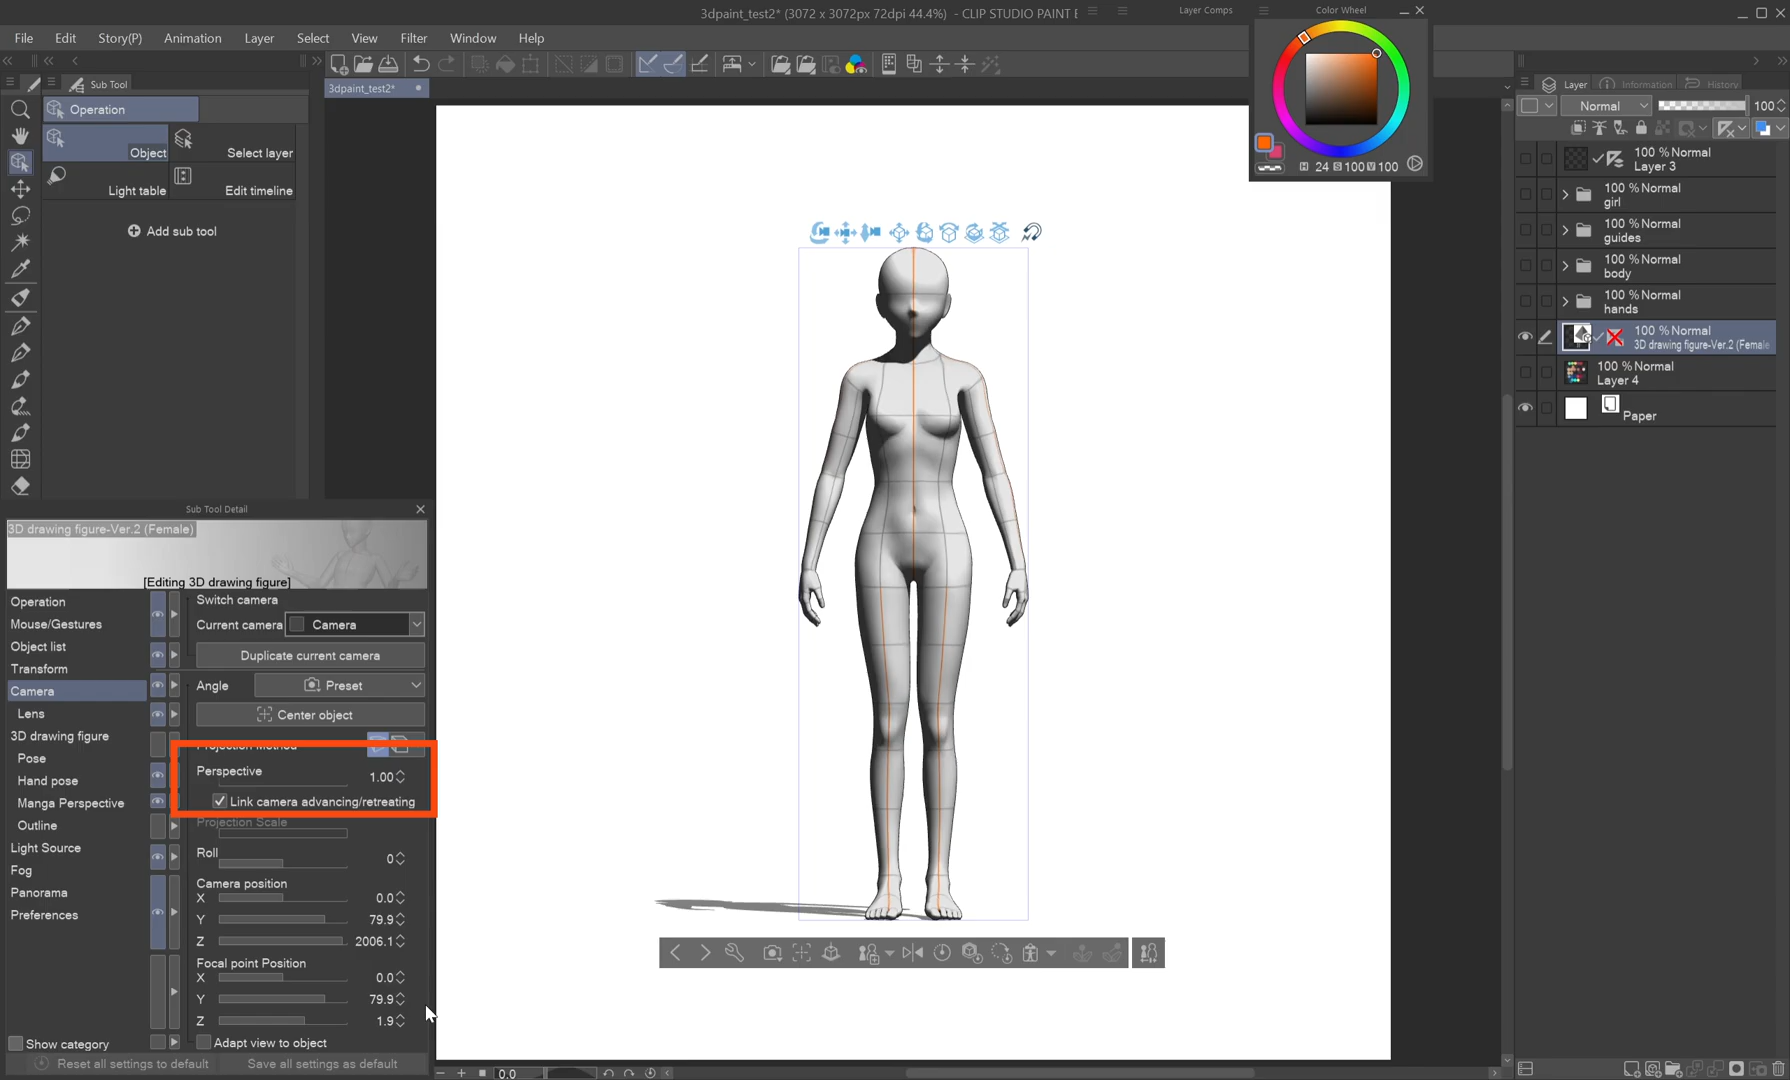 3dpaint_test2* (3072 x 3072px 72dpi 44.4%) - CLIP STUDIO PAINT E
Layer Comps
Color Wheel
File Edit Story(P) Animation Layer Select View Filter Window Help
Sub Tool
3dpaint_test2*
Layer Information History
Operation
Normal 100
Object
Select layer
Light table
Edit timeline
Add sub tool
H 24 S 100 V 100
100 % Normal
Layer 3
100 % Normal
girl
100 % Normal
guides
100 % Normal
body
100 % Normal
hands
100 % Normal
3D drawing figure-Ver.2 (Female
100 % Normal
Layer 4
Paper
Sub Tool Detail
3D drawing figure-Ver.2 (Female)
[Editing 3D drawing figure]
Operation
Mouse/Gestures
Object list
Transform
Camera
Lens
3D drawing figure
Pose
Hand pose
Manga Perspective
Outline
Light Source
Fog
Panorama
Preferences
Switch camera
Current camera Camera
Duplicate current camera
Angle Preset
Center object
Projection Method
Perspective 1.00
Link camera advancing/retreating
Projection Scale
Roll 0
Camera position
X 0.0
Y 79.9
Z 2006.1
Focal point Position
X 0.0
Y 79.9
Z 1.9
Adapt view to object
Show category
Reset all settings to default Save all settings as default
0.0